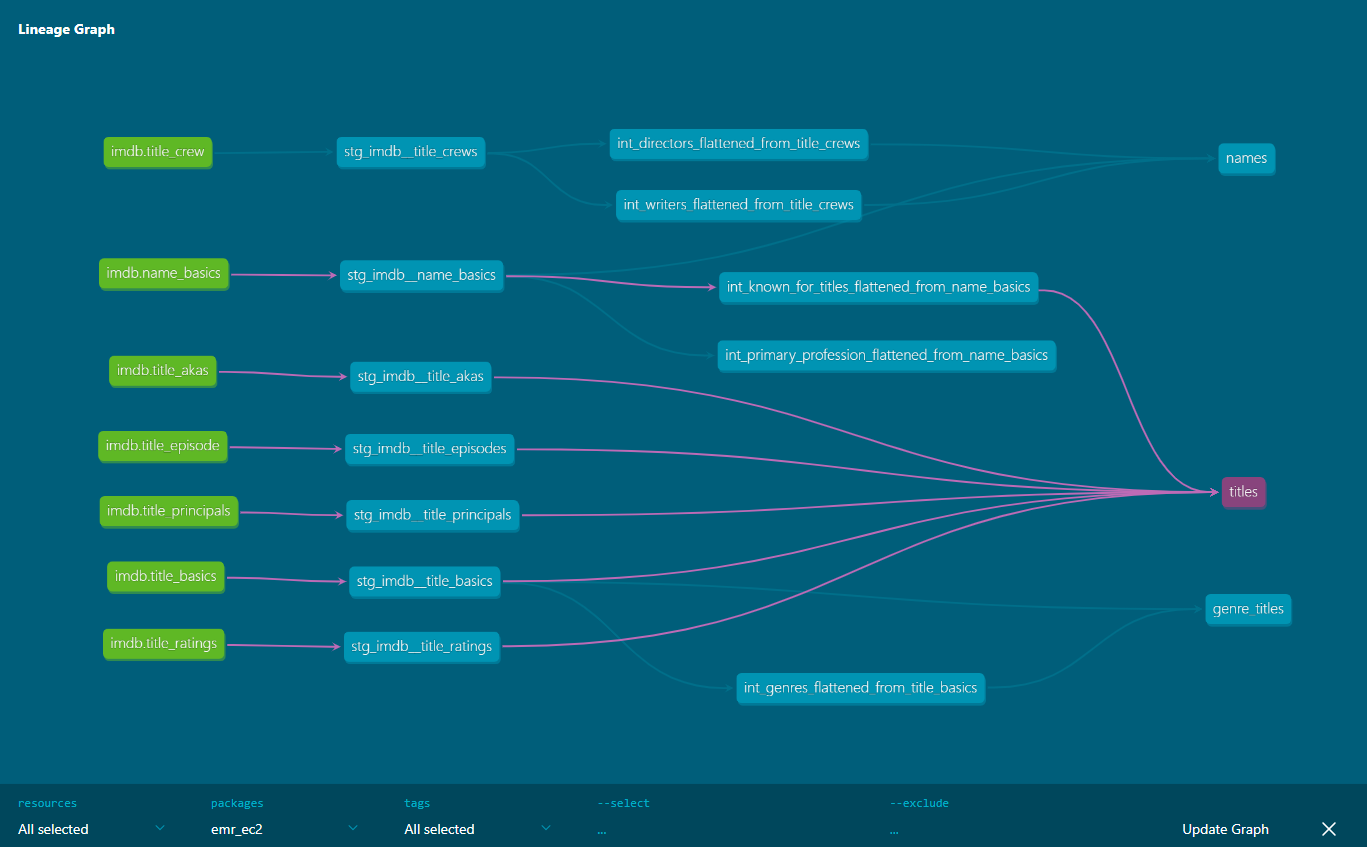 Lineage Graph
imdb.title_crew
stg_imdb__title_crews
int_directors_flattened_from_title_crews
names
int_writers_flattened_from_title_crews
imdb.name_basics
stg_imdb__name_basics
int_known_for_titles_flattened_from_name_basics
int_primary_profession_flattened_from_name_basics
imdb.title_akas
stg_imdb__title_akas
imdb.title_episode
stg_imdb__title_episodes
titles
imdb.title_principals
stg_imdb__title_principals
imdb.title_basics
stg_imdb__title_basics
genre_titles
imdb.title_ratings
stg_imdb__title_ratings
int_genres_flattened_from_title_basics
resources
packages
tags
--select
--exclude
All selected
emr_ec2
All selected
...
...
Update Graph